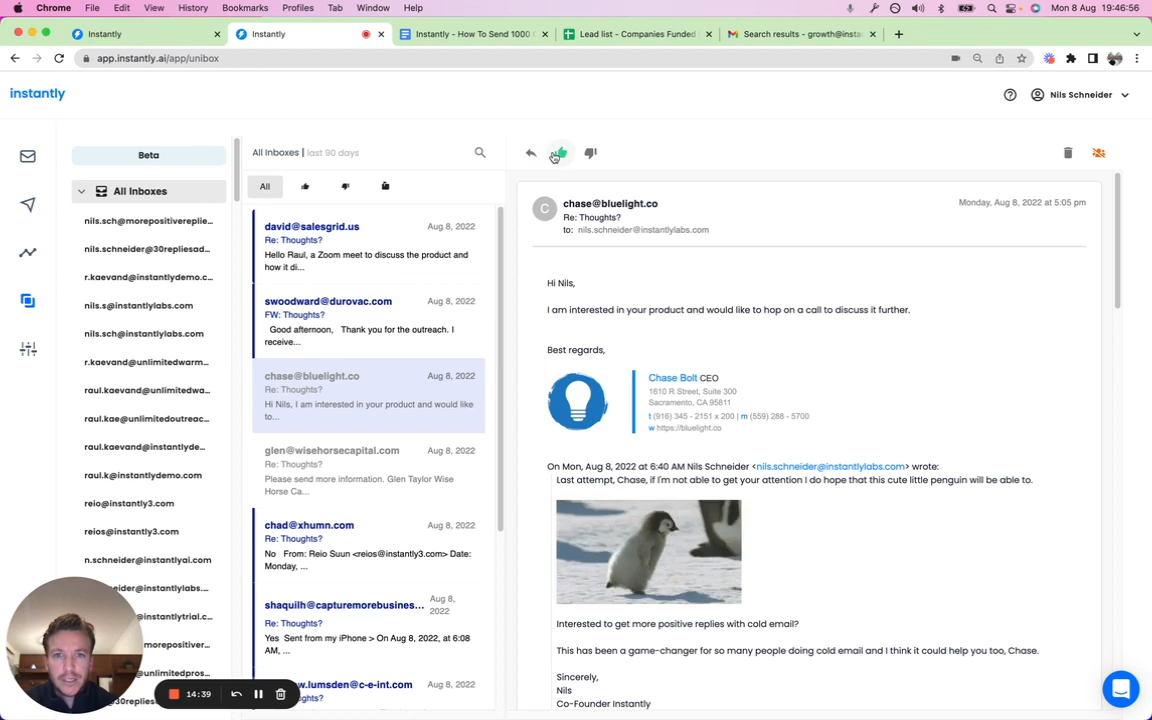 Chrome File Edit View History Bookmarks Profiles Tab Window Help Mon 8 Aug 19:46:56
Instantly
Instantly
Instantly - How To Send 1000
Lead list - Companies Funded
Search results - growth@insta
app.instantly.ai/app/unibox
instantly
Nils Schneider
Beta
All Inboxes
nils.sch@morepositiverepli­e...
nils.schneider@30repliesad...
r.kaevand@instantlydemo.c...
nils.s@instantlylabs.com
nils.sch@instantlylabs.com
r.kaevand@unlimitedwarm...
raul.kaevand@unlimitedwa...
raul.kae@unlimitedoutreac...
raul.kaevand@instantlyde...
raul.k@instantlydemo.com
reio@instantly3.com
reios@instantly3.com
n.schneider@instantlyai.com
eider@instantlylabs...
@instantlytrial.c...
morepositiver...
@unlimitedpros...
@30repliesas...
14:39
All Inboxes | last 90 days
All
david@salesgrid.us Aug 8, 2022
Re: Thoughts?
Hello Raul, a Zoom meet to discuss the product and
how it di...
swoodward@durovac.com Aug 8, 2022
FW: Thoughts?
Good afternoon, Thank you for the outreach. I
receive...
chase@bluelight.co Aug 8, 2022
Re: Thoughts?
Hi Nils, I am interested in your product and would like
to...
glen@wisehorsecapital.com Aug 8, 2022
Re: Thoughts?
Please send more information. Glen Taylor Wise
Horse Ca...
chad@xhumn.com Aug 8, 2022
Re: Thoughts?
No From: Reio Suun <reios@instantly3.com> Date:
Monday, ...
shaquilh@capturemorebusines... Aug 8,
2022
Re: Thoughts?
Yes Sent from my iPhone > On Aug 8, 2022, at 6:08
AM, ...
w.lumsden@c-e-int.com Aug 8, 2022
ughts?
C
chase@bluelight.co Monday, Aug 8, 2022 at 5:05 pm
Re: Thoughts?
to: nils.schneider@instantlylabs.com
Hi Nils,
I am interested in your product and would like to hop on a call to discuss it further.
Best regards,
Chase Bolt CEO
1610 R Street, Suite 300
Sacramento, CA 95811
t (916) 345 - 2151 x 200 | m (559) 288 - 5700
w https://bluelight.co
On Mon, Aug 8, 2022 at 6:40 AM Nils Schneider <nils.schneider@instantlylabs.com> wrote:
Last attempt, Chase, if I'm not able to get your attention I do hope that this cute little penguin will be able to.
Interested to get more positive replies with cold email?
This has been a game-changer for so many people doing cold email and I think it could help you too, Chase.
Sincerely,
Nils
Co-Founder Instantly